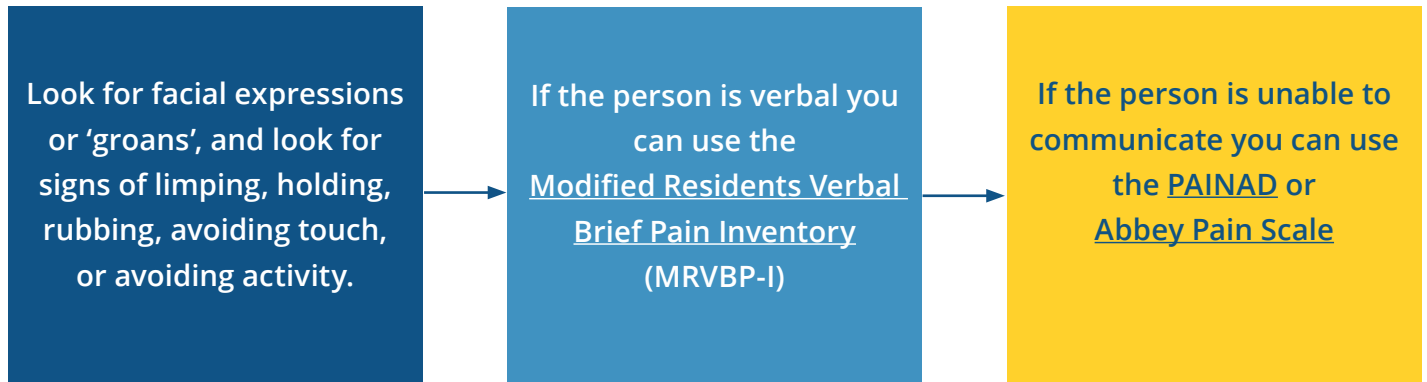 Look for facial expressions
or ‘groans’, and look for
signs of limping, holding,
rubbing, avoiding touch,
or avoiding activity.
If the person is verbal you
can use the
Modified Residents Verbal
Brief Pain Inventory
(MRVBP-I)
If the person is unable to
communicate you can use
the PAINAD or
Abbey Pain Scale